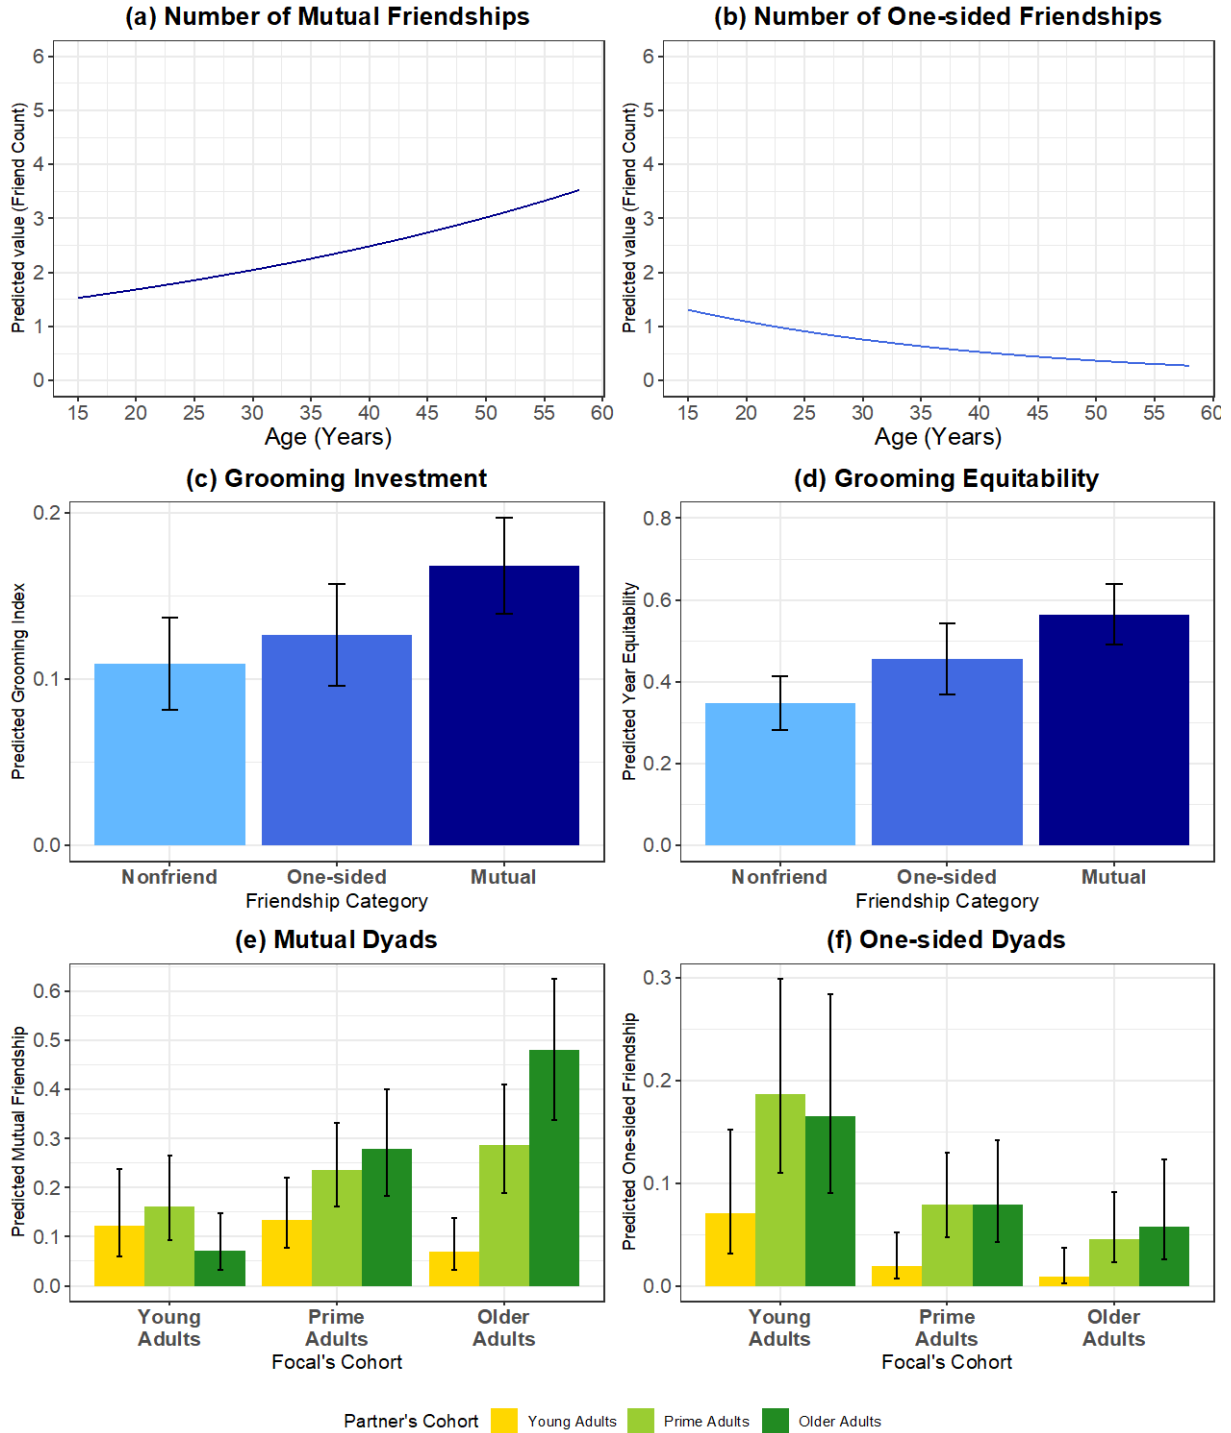 (a) Number of Mutual Friendships
Predicted value (Friend Count)
6
5
4
3
2
1
0
15 20 25 30 35 40 45 50 55 60
Age (Years)
(b) Number of One-sided Friendships
Predicted value (Friend Count)
6
5
4
3
2
1
0
15 20 25 30 35 40 45 50 55 60
Age (Years)
(c) Grooming Investment
Predicted Grooming Index
0.2
0.1
0.0
Nonfriend One-sided Mutual
Friendship Category
(d) Grooming Equitability
Predicted Year Equitability
0.8
0.6
0.4
0.2
0.0
Nonfriend One-sided Mutual
Friendship Category
(e) Mutual Dyads
Predicted Mutual Friendship
0.6
0.5
0.4
0.3
0.2
0.1
0.0
Young Prime Older
Adults Adults Adults
Focal's Cohort
(f) One-sided Dyads
Predicted One-sided Friendship
0.3
0.2
0.1
0.0
Young Prime Older
Adults Adults Adults
Focal's Cohort
Partner's Cohort Young Adults Prime Adults Older Adults